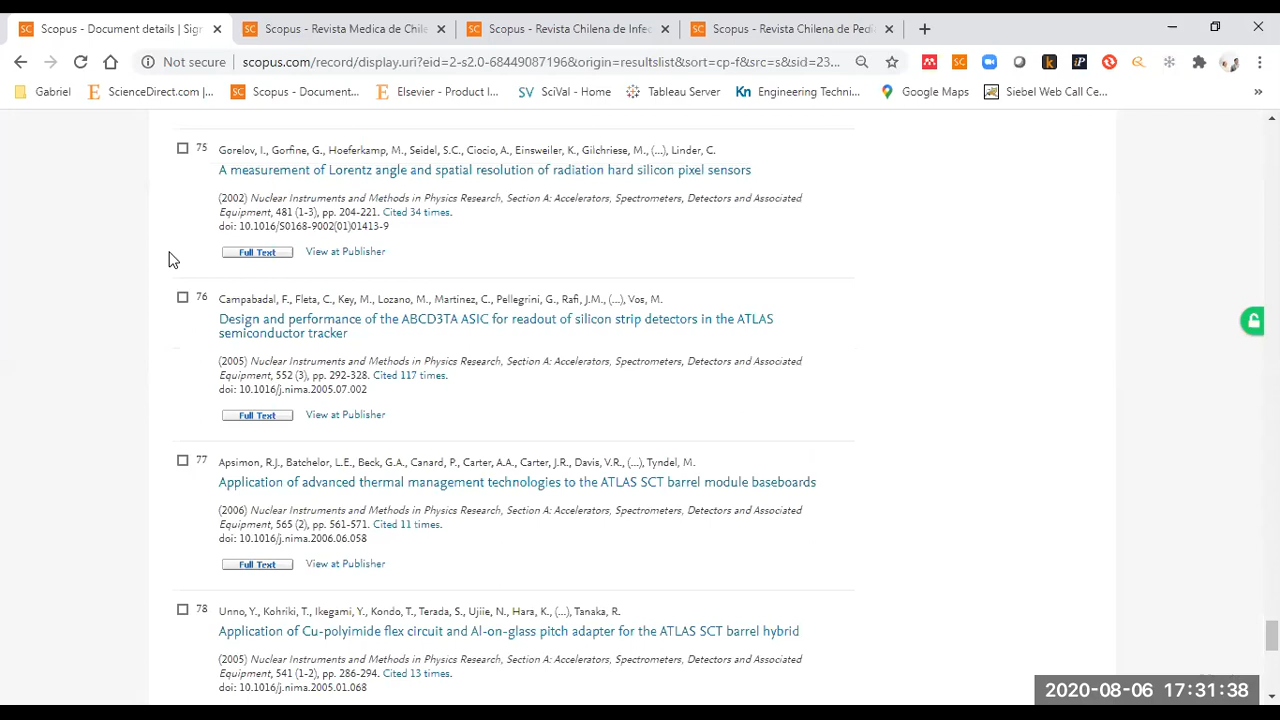 Scopus - Document details | Sign
Scopus - Revista Medica de Chile
Scopus - Revista Chilena de Infec
Scopus - Revista Chilena de Pedi
Not secure
scopus.com/record/display.uri?eid=2-s2.0-68449087196&origin=resultslist&sort=cp-f&src=s&sid=23...
Gabriel
ScienceDirect.com |...
Scopus - Document...
Elsevier - Product I...
SV SciVal - Home
Tableau Server
Kn Engineering Techni...
Google Maps
Siebel Web Call Ce...
»
75 Gorelov, I., Gorfine, G., Hoeferkamp, M., Seidel, S.C., Ciocio, A., Einsweiler, K., Gilchriese, M., (...), Linder, C.
A measurement of Lorentz angle and spatial resolution of radiation hard silicon pixel sensors
(2002) Nuclear Instruments and Methods in Physics Research, Section A: Accelerators, Spectrometers, Detectors and Associated
Equipment, 481 (1-3), pp. 204-221. Cited 34 times.
doi: 10.1016/S0168-9002(01)01413-9
Full Text View at Publisher
76 Campabadal, F., Fleta, C., Key, M., Lozano, M., Martinez, C., Pellegrini, G., Rafi, J.M., (...), Vos, M.
Design and performance of the ABCD3TA ASIC for readout of silicon strip detectors in the ATLAS
semiconductor tracker
(2005) Nuclear Instruments and Methods in Physics Research, Section A: Accelerators, Spectrometers, Detectors and Associated
Equipment, 552 (3), pp. 292-328. Cited 117 times.
doi: 10.1016/j.nima.2005.07.002
Full Text View at Publisher
77 Apsimon, R.J., Batchelor, L.E., Beck, G.A., Canard, P., Carter, A.A., Carter, J.R., Davis, V.R., (...), Tyndel, M.
Application of advanced thermal management technologies to the ATLAS SCT barrel module baseboards
(2006) Nuclear Instruments and Methods in Physics Research, Section A: Accelerators, Spectrometers, Detectors and Associated
Equipment, 565 (2), pp. 561-571. Cited 11 times.
doi: 10.1016/j.nima.2006.06.058
Full Text View at Publisher
78 Unno, Y., Kohriki, T., Ikegami, Y., Kondo, T., Terada, S., Ujiie, N., Hara, K., (...), Tanaka, R.
Application of Cu-polyimide flex circuit and Al-on-glass pitch adapter for the ATLAS SCT barrel hybrid
(2005) Nuclear Instruments and Methods in Physics Research, Section A: Accelerators, Spectrometers, Detectors and Associated
Equipment, 541 (1-2), pp. 286-294. Cited 13 times.
doi: 10.1016/j.nima.2005.01.068
2020-08-06 17:31:38